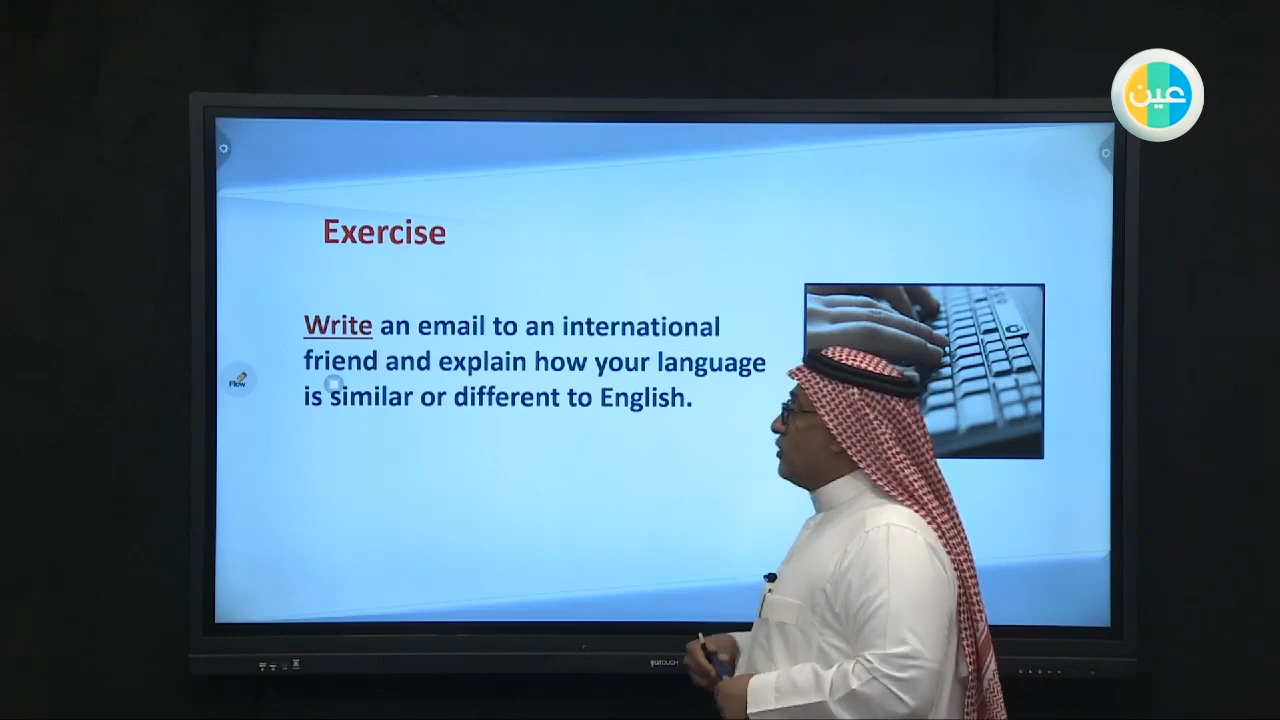 عين
Exercise
Write an email to an international
friend and explain how your language
is similar or different to English.
Flow